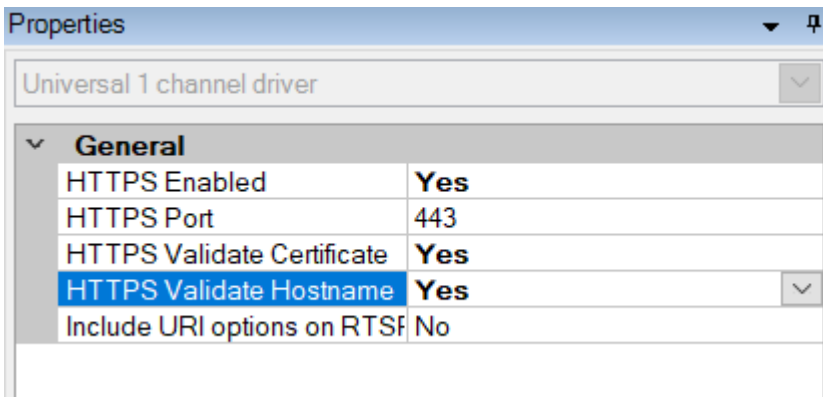 Properties
Universal 1 channel driver
General
HTTPS Enabled Yes
HTTPS Port 443
HTTPS Validate Certificate Yes
HTTPS Validate Hostname Yes
Include URI options on RTSP No